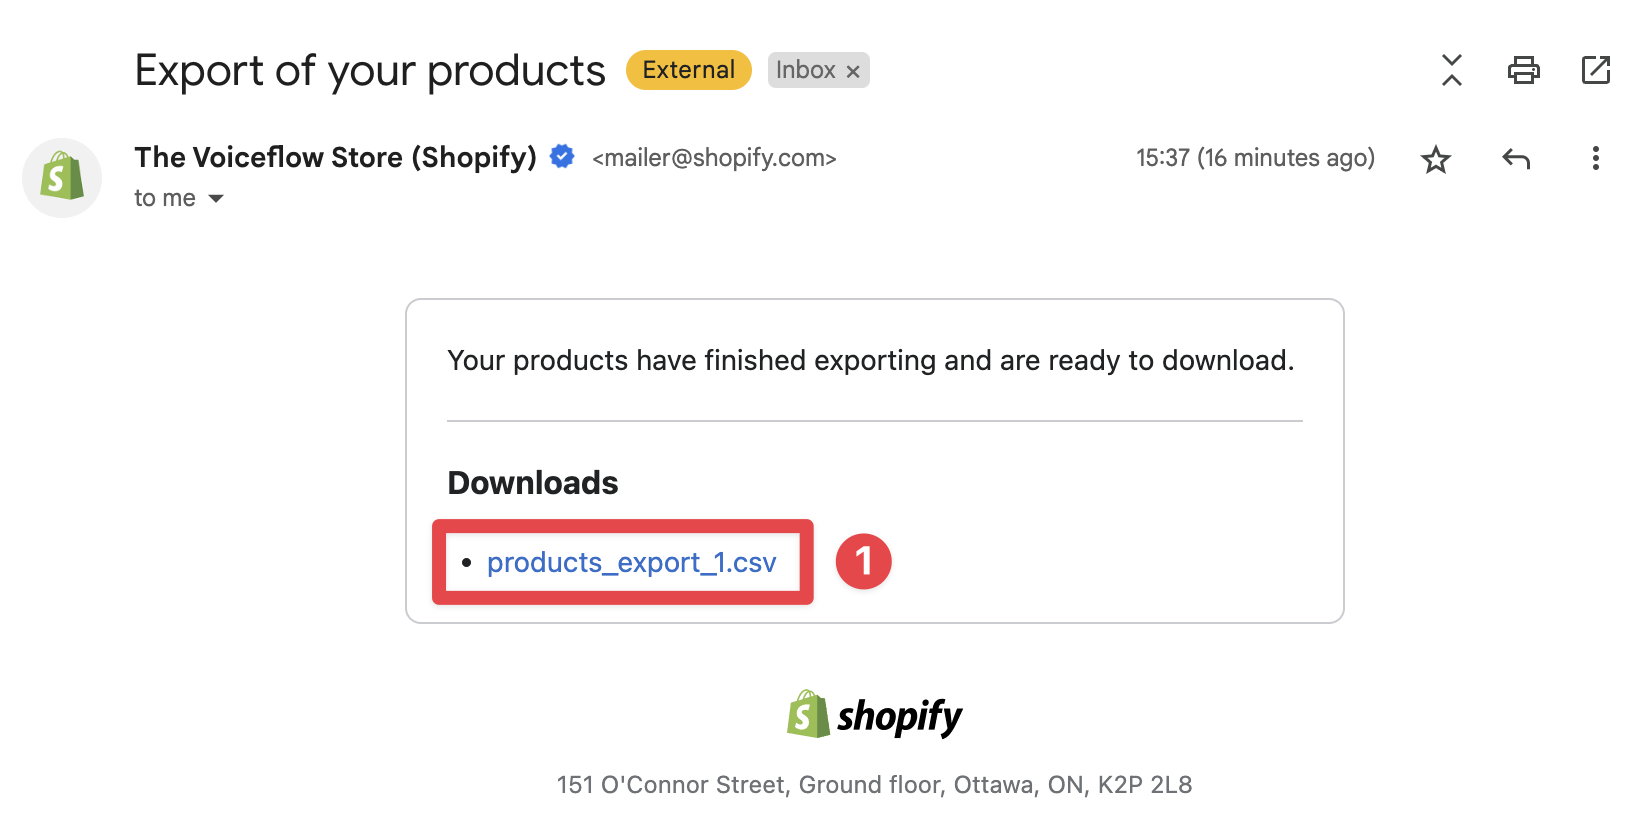 Export of your products External Inbox ×
The Voiceflow Store (Shopify) <mailer@shopify.com> 15:37 (16 minutes ago)
to me
Your products have finished exporting and are ready to download.
Downloads
• products_export_1.csv 1
shopify
151 O'Connor Street, Ground floor, Ottawa, ON, K2P 2L8